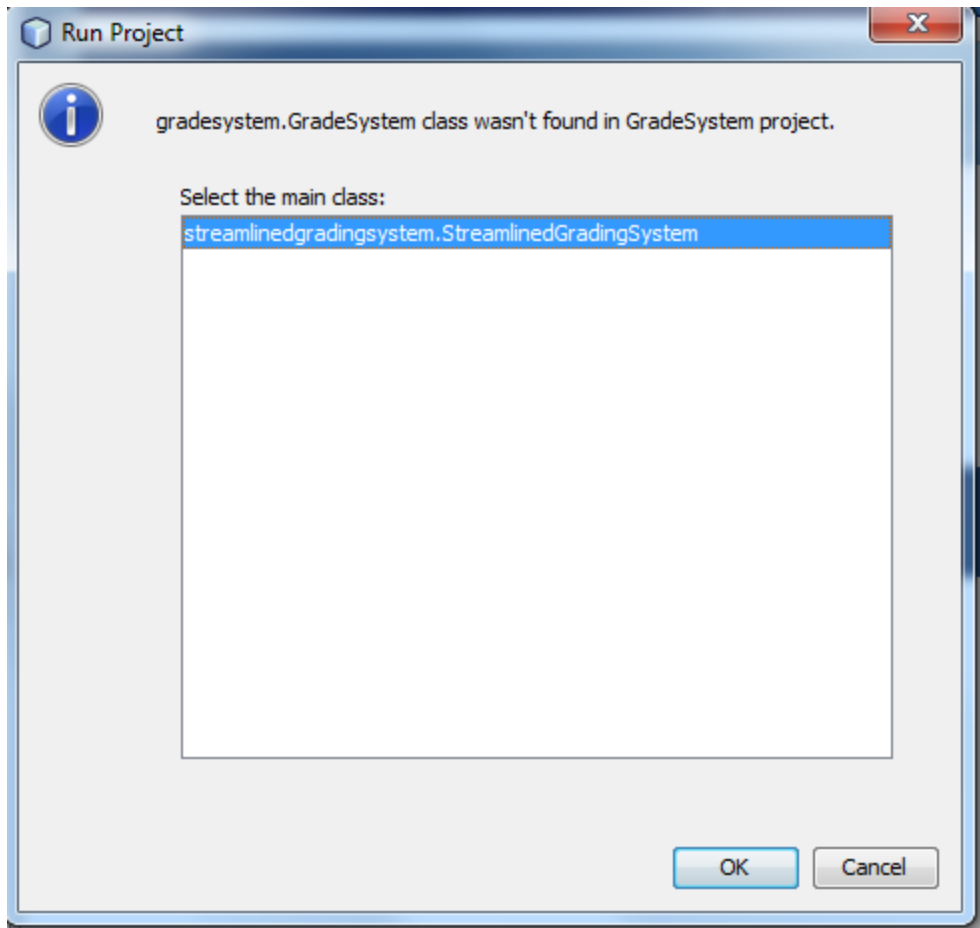 Run Project
gradesystem.GradeSystem class wasn't found in GradeSystem project.
Select the main class:
streamlinedgradingsystem.StreamlinedGradingSystem
OK
Cancel